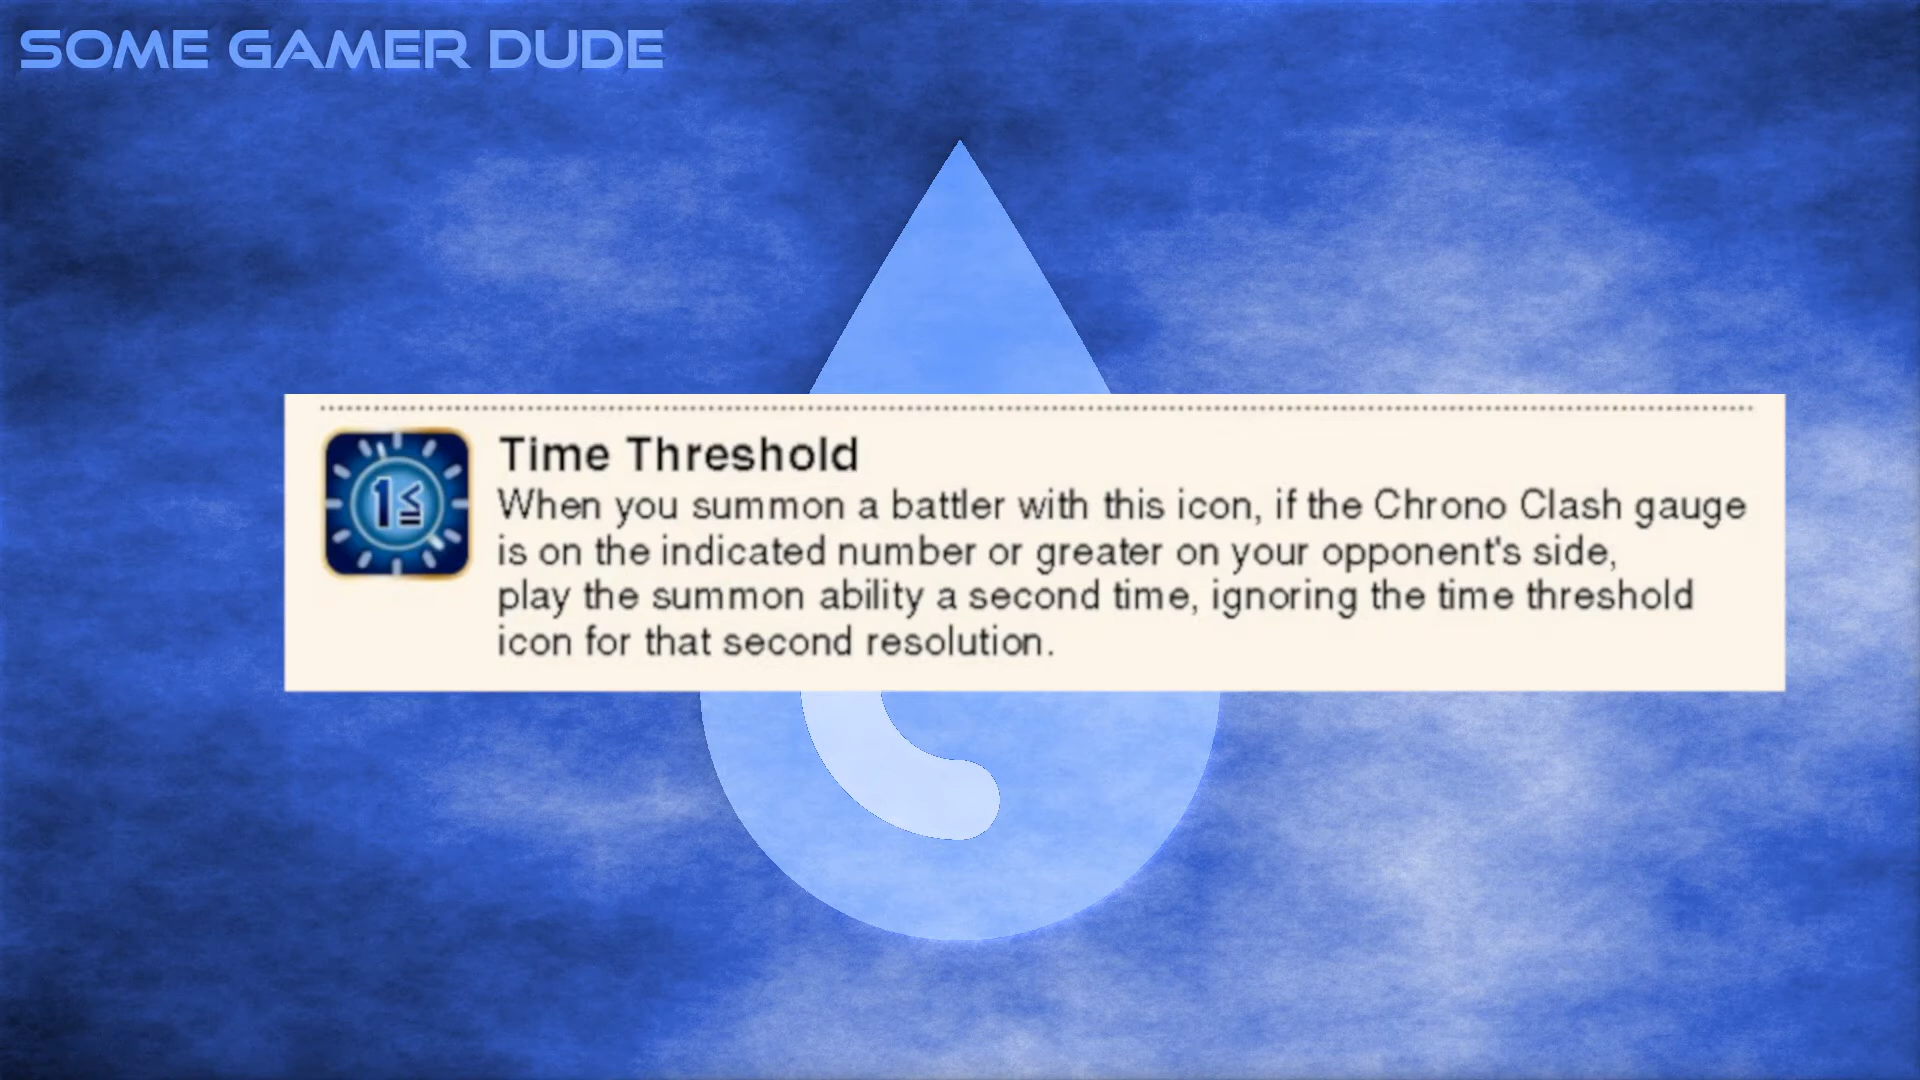 SOME GAMER DUDE
1≤
Time Threshold
When you summon a battler with this icon, if the Chrono Clash gauge
is on the indicated number or greater on your opponent's side,
play the summon ability a second time, ignoring the time threshold
icon for that second resolution.